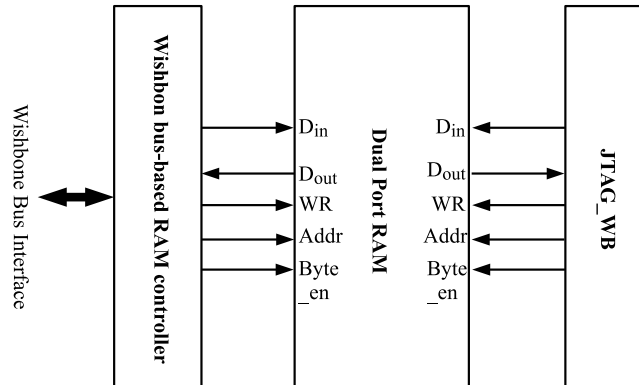 Wishbone Bus Interface
Wishbon bus-based RAM controller
Din
Dout
WR
Addr
Byte
_en
Dual Port RAM
Din
Dout
WR
Addr
Byte
_en
JTAG_WB